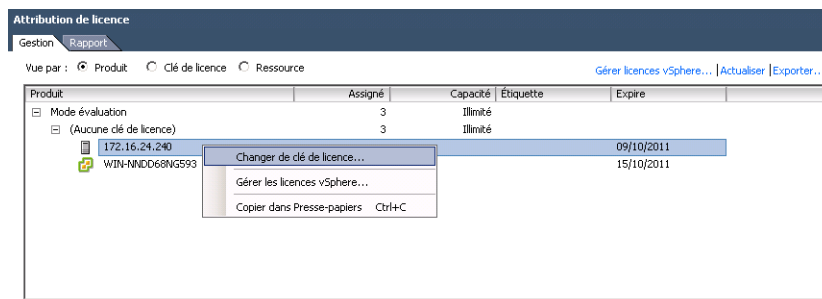 Attribution de licence
Gestion Rapport
Vue par : Produit Clé de licence Ressource Gérer licences vSphere... Actualiser Exporter..
Produit Assigné Capacité Étiquette Expire
Mode évaluation 3 Illimité
(Aucune clé de licence) 3 Illimité
172.16.24.240 09/10/2011
WIN-NNDD68NG593 15/10/2011
Changer de clé de licence...
Gérer les licences vSphere...
Copier dans Presse-papiers Ctrl+C